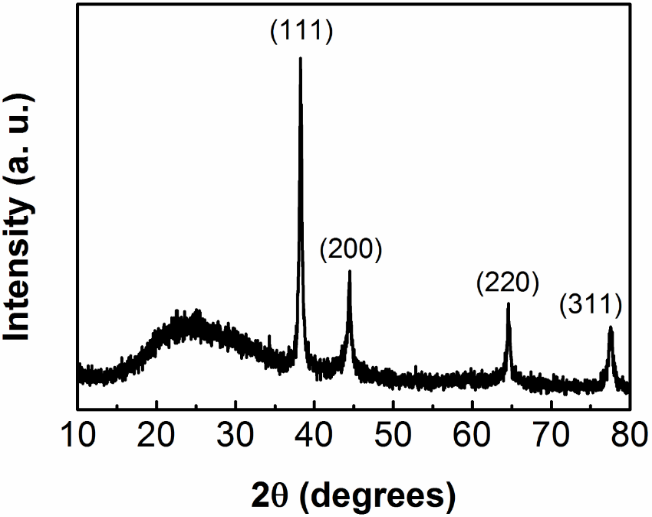 (111)
(200)
(220)
(311)
Intensity (a. u.)
10 20 30 40 50 60 70 80
2θ (degrees)